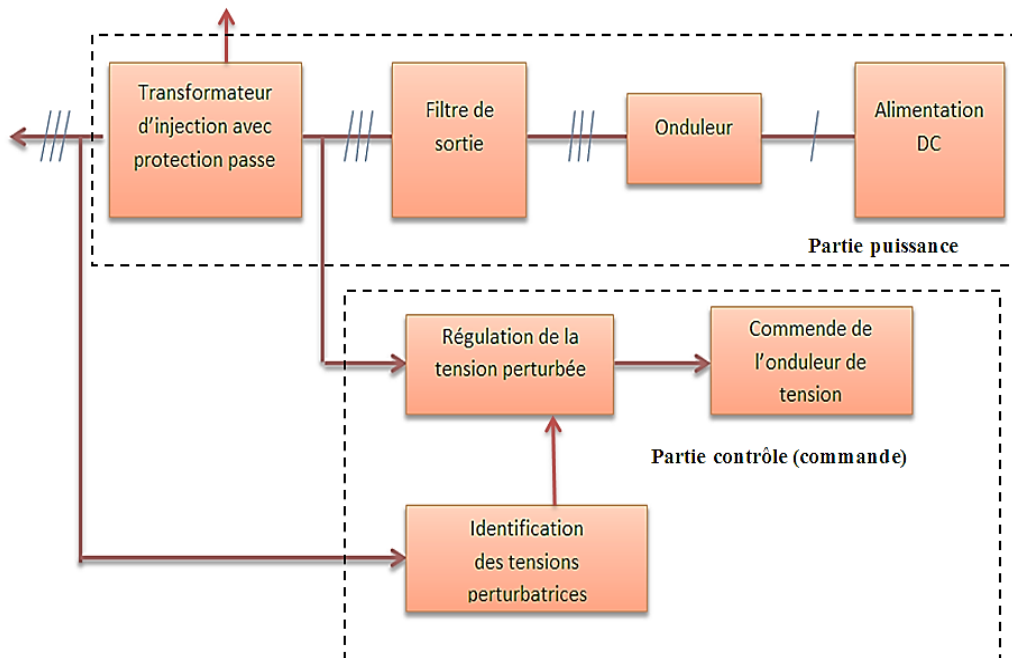 Transformateur
d'injection avec
protection passe
Filtre de
sortie
Onduleur
Alimentation
DC
Partie puissance
Régulation de la
tension perturbée
Commende de
l'onduleur de
tension
Partie contrôle (commande)
Identification
des tensions
perturbatrices